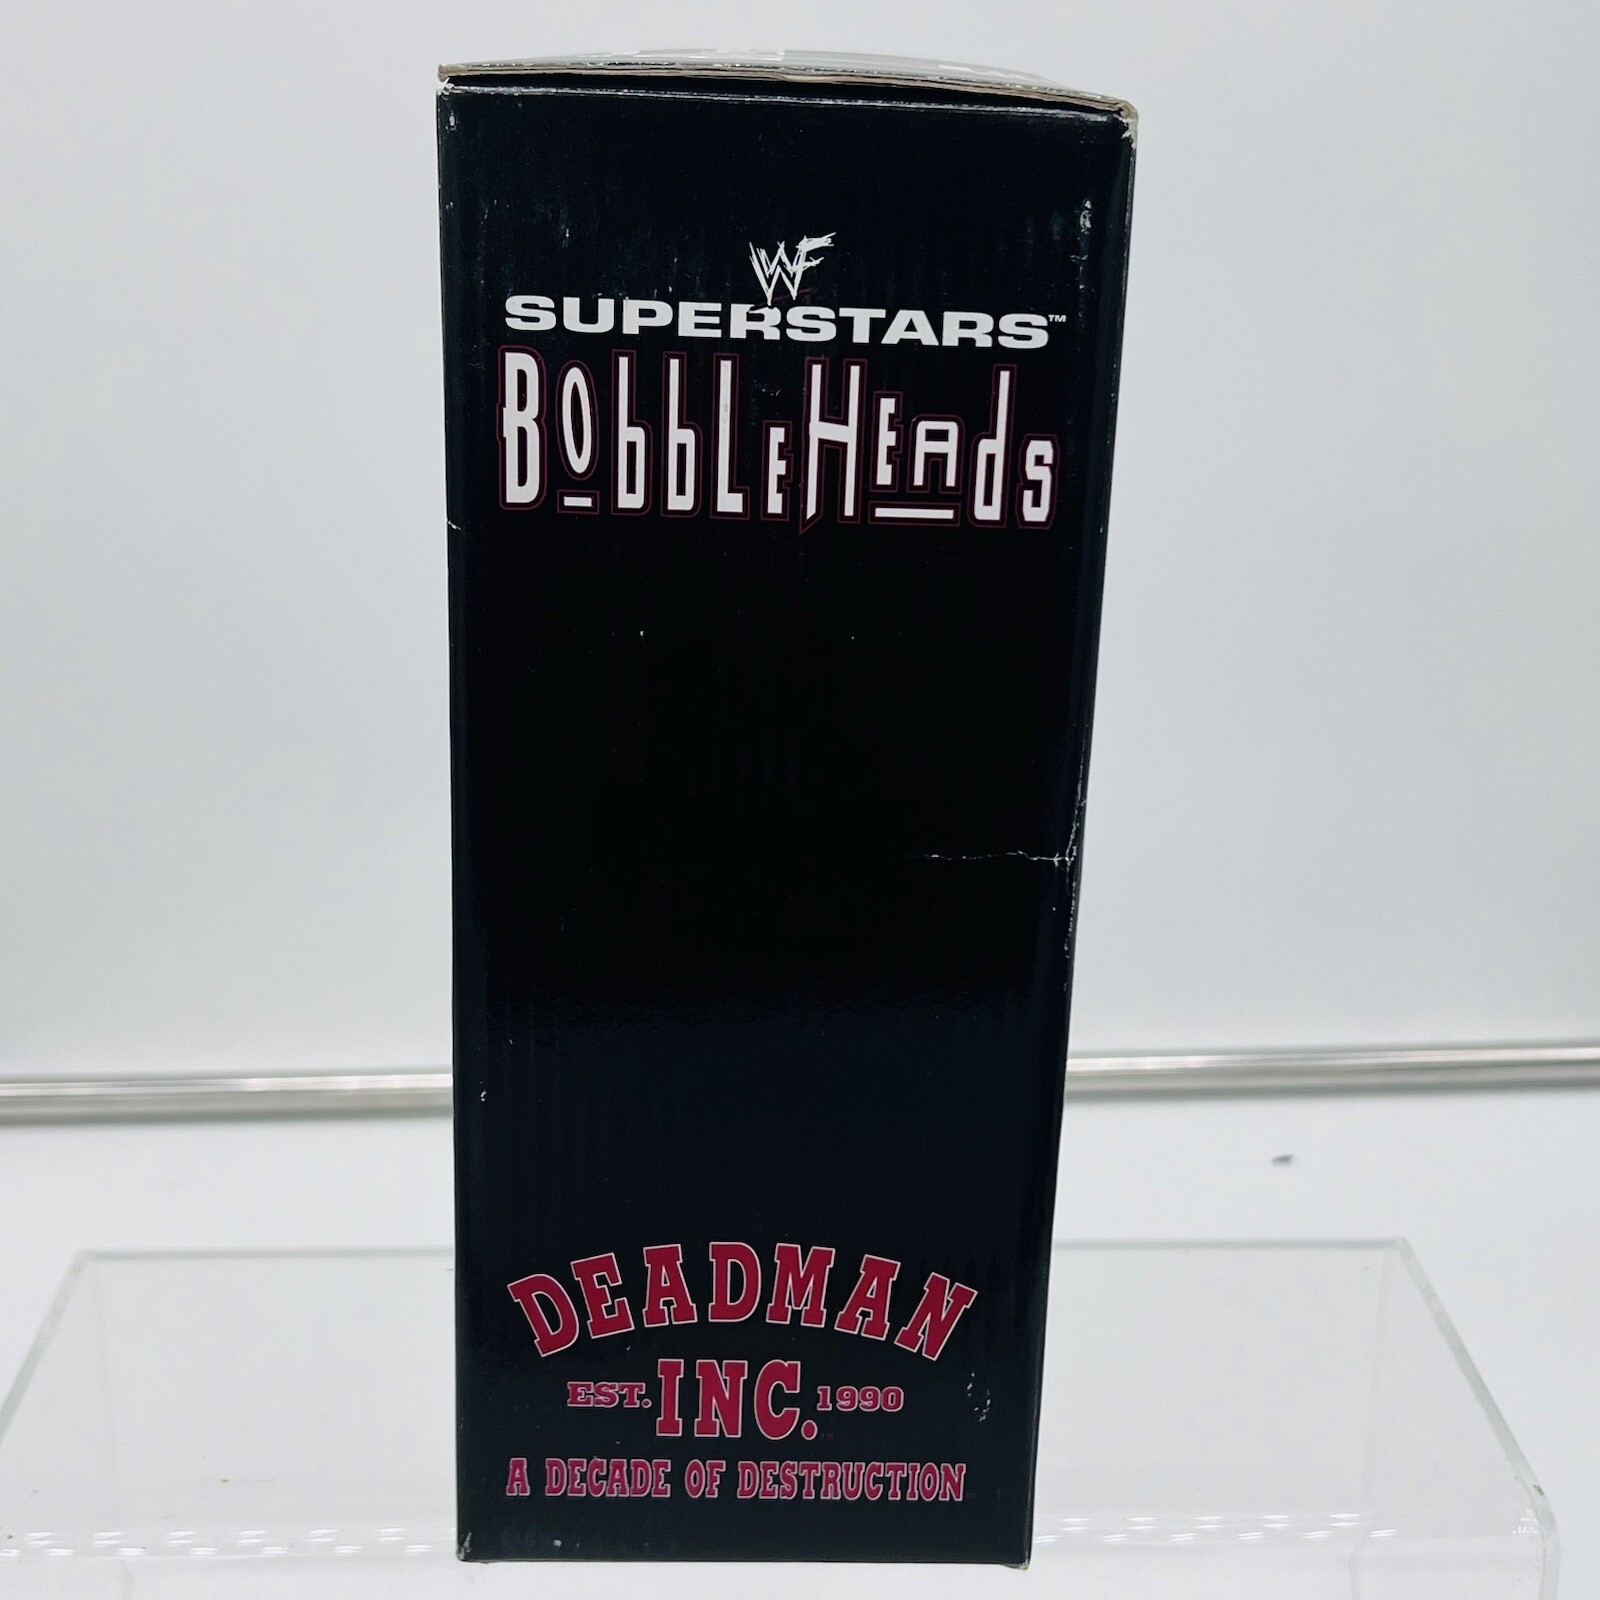 WF
SUPERSTARS™
BobbLEHEAds
DEADMAN
EST. INC. 1990
A DECADE OF DESTRUCTION